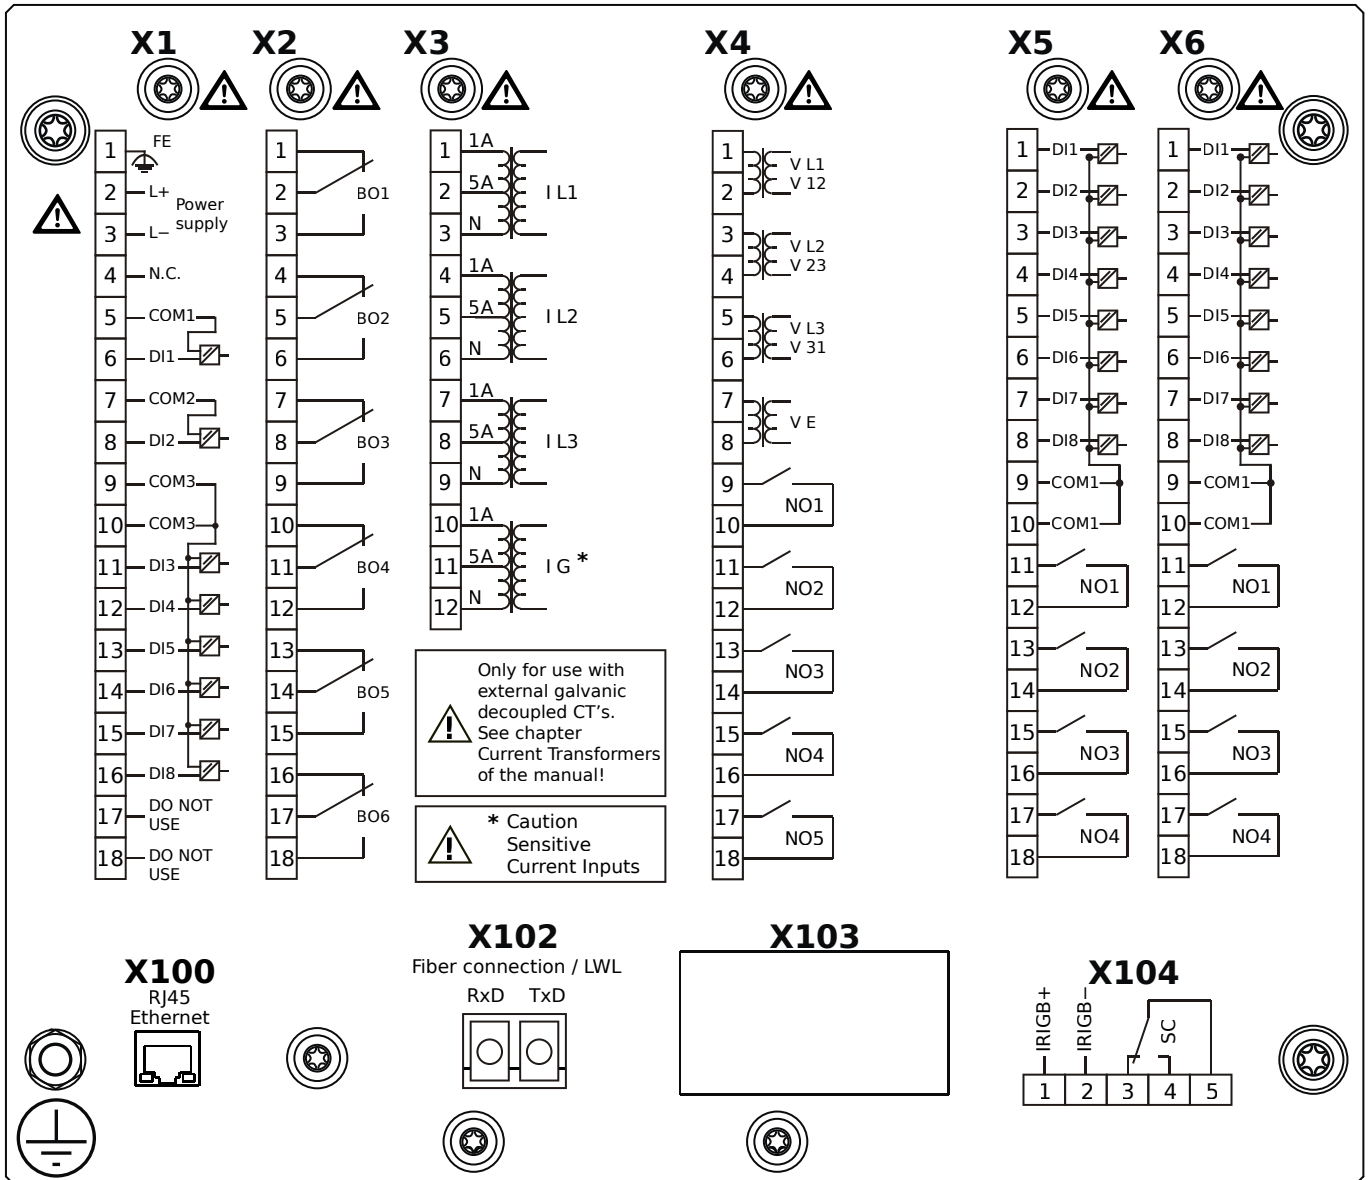 X1
1 FE
2 L+
Power
supply
3 L−
4 N.C.
5 COM1
6 DI1
7 COM2
8 DI2
9 COM3
10 COM3
11 DI3
12 DI4
13 DI5
14 DI6
15 DI7
16 DI8
17 DO NOT
USE
18 DO NOT
USE
X2
1
2 BO1
3
4
5 BO2
6
7
8 BO3
9
10
11 BO4
12
13
14 BO5
15
16
17 BO6
18
X3
1 1A
2 5A I L1
3 N
4 1A
5 5A I L2
6 N
7 1A
8 5A I L3
9 N
10 1A
11 5A I G *
12 N
Only for use with
external galvanic
decoupled CT's.
See chapter
Current Transformers
of the manual!
* Caution
Sensitive
Current Inputs
X4
1 V L1
2 V 12
3 V L2
4 V 23
5 V L3
6 V 31
7
V E
8
9
NO1
10
11
NO2
12
13
NO3
14
15
NO4
16
17
NO5
18
X5
1 DI1
2 DI2
3 DI3
4 DI4
5 DI5
6 DI6
7 DI7
8 DI8
9 COM1
10 COM1
11
NO1
12
13
NO2
14
15
NO3
16
17
NO4
18
X6
1 DI1
2 DI2
3 DI3
4 DI4
5 DI5
6 DI6
7 DI7
8 DI8
9 COM1
10 COM1
11
NO1
12
13
NO2
14
15
NO3
16
17
NO4
18
X100
RJ45
Ethernet
X102
Fiber connection / LWL
RxD TxD
X103
X104
IRIGB+
IRIGB−
SC
1 2 3 4 5